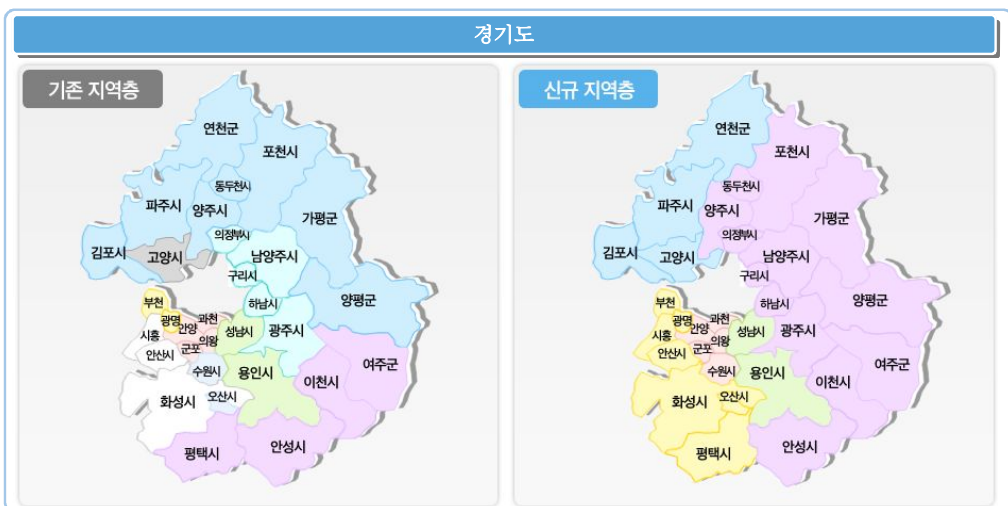 경기도
기존 지역층
연천군
포천시
동두천시
파주시
양주시
가평군
의정부시
김포시
고양시
남양주시
구리시
양평군
부천
하남시
광명
과천
시흥
안양
의왕
성남시
광주시
군포
안산시
수원시
용인시
여주군
이천시
화성시
오산시
평택시
안성시
신규 지역층
연천군
포천시
동두천시
파주시
양주시
가평군
의정부시
김포시
고양시
남양주시
구리시
양평군
부천
하남시
광명
과천
시흥
안양
의왕
성남시
광주시
군포
안산시
수원시
용인시
여주군
이천시
화성시
오산시
평택시
안성시